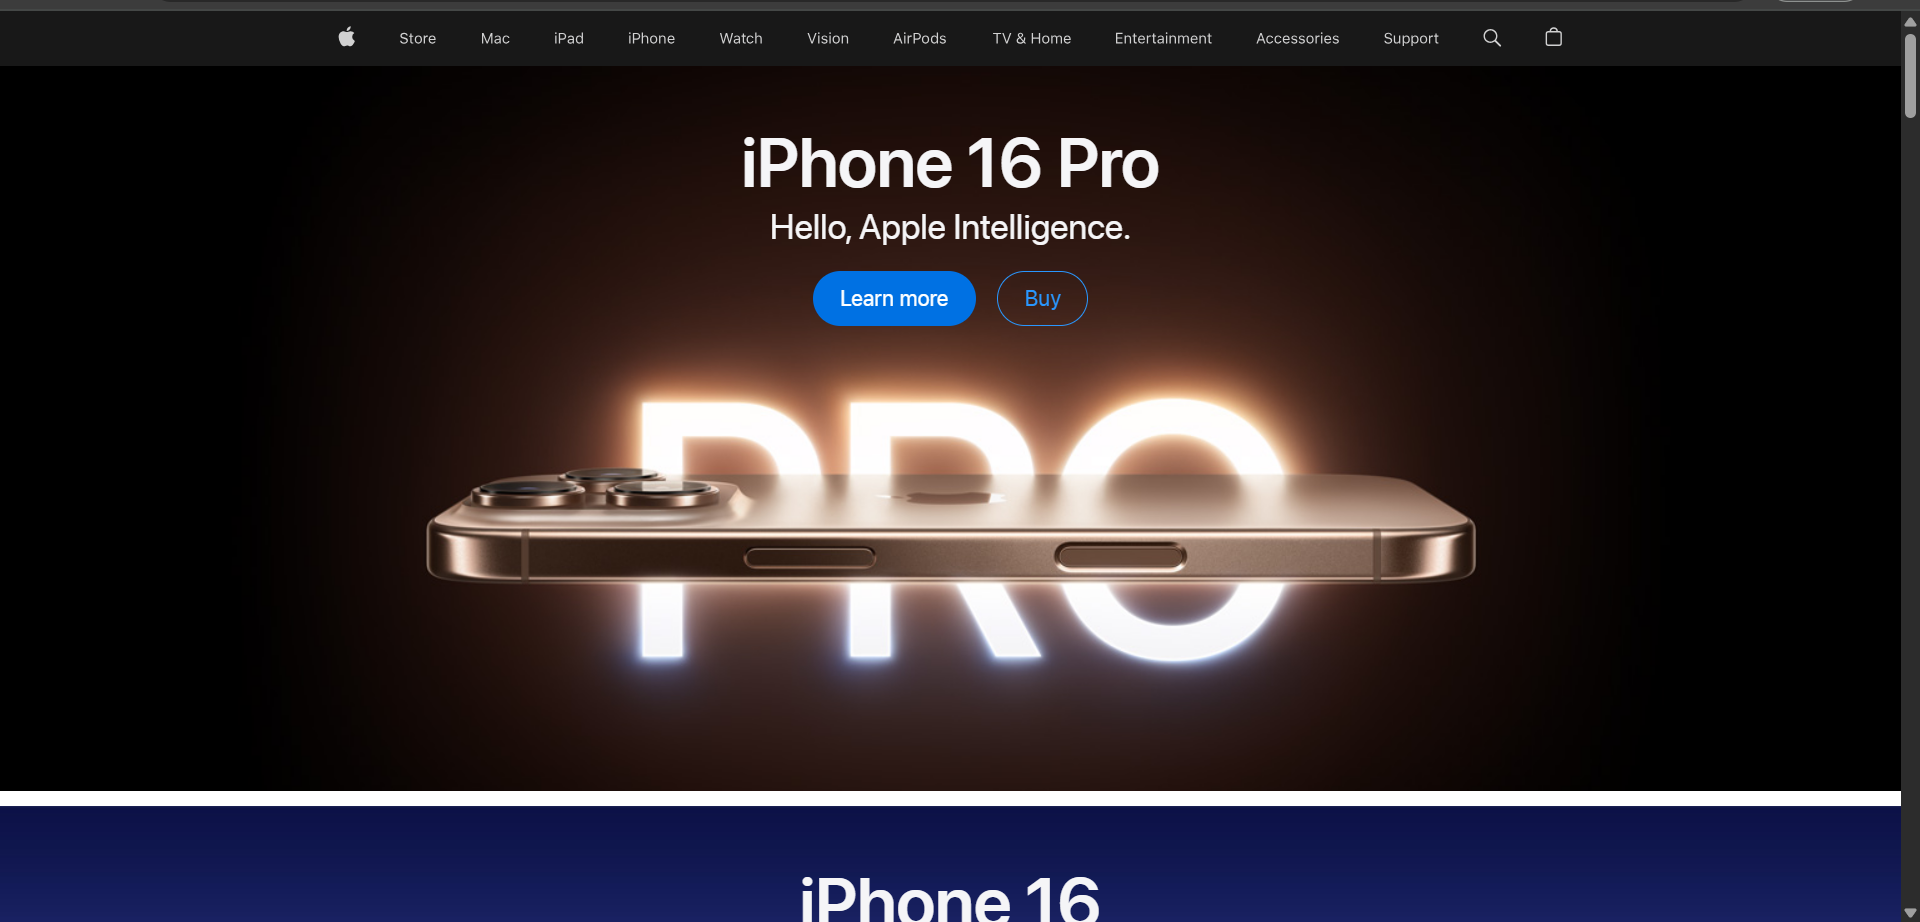 Store Mac iPad iPhone Watch Vision AirPods TV & Home Entertainment Accessories Support
iPhone 16 Pro
Hello, Apple Intelligence.
Learn more Buy
PRO
iPhone 16